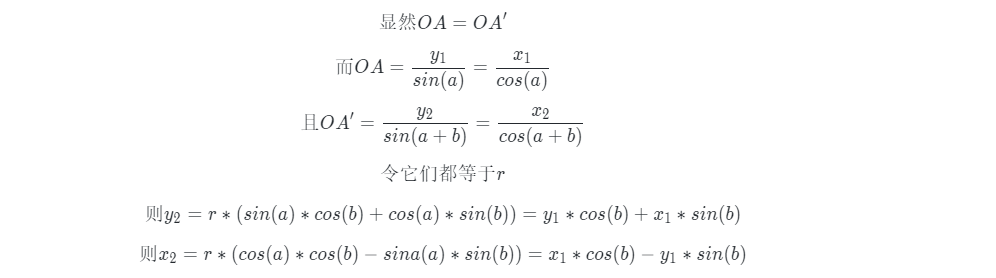 显然OA = OA′
而OA = y₁/sin(a) = x₁/cos(a)
且OA′ = y₂/sin(a + b) = x₂/cos(a + b)
令它们都等于r
则y₂ = r ∗ (sin(a) ∗ cos(b) + cos(a) ∗ sin(b)) = y₁ ∗ cos(b) + x₁ ∗ sin(b)
则x₂ = r ∗ (cos(a) ∗ cos(b) − sina(a) ∗ sin(b)) = x₁ ∗ cos(b) − y₁ ∗ sin(b)